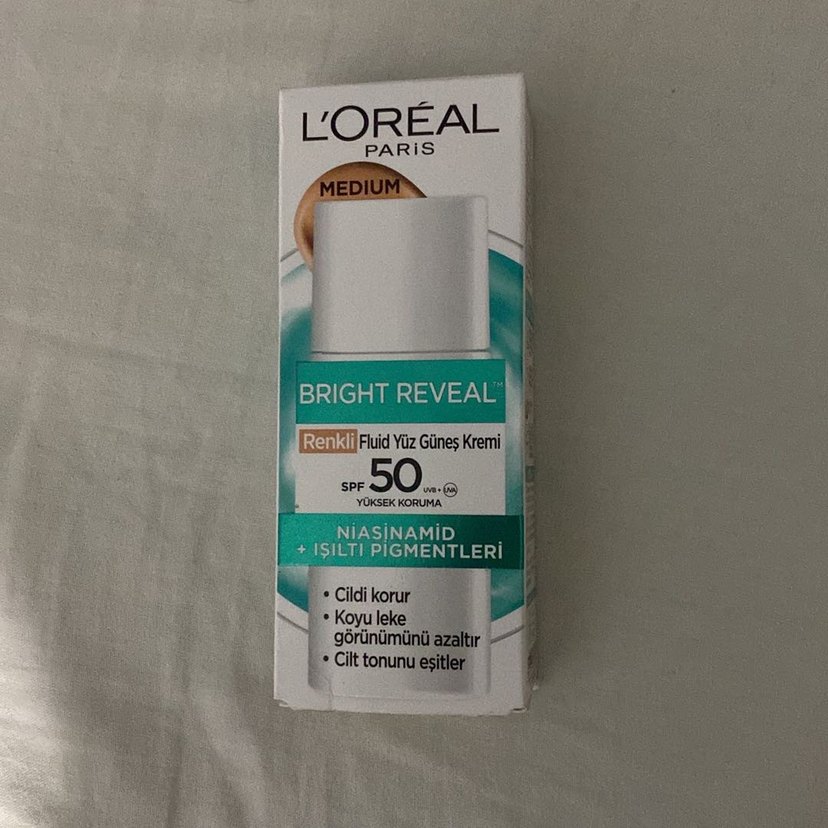 L'ORÉAL
PARiS
MEDIUM
BRIGHT REVEAL™
Renkli Fluid Yüz Güneş Kremi
SPF 50 UVB + UVA
YÜKSEK KORUMA
NİASİNAMİD
+ IŞILTI PİGMENTLERİ
• Cildi korur
• Koyu leke
görünümünü azaltır
• Cilt tonunu eşitler